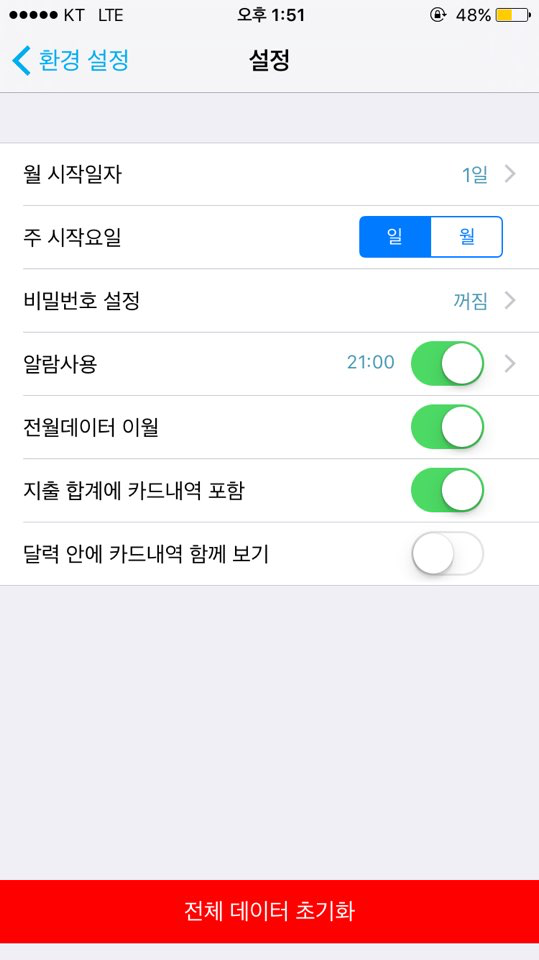 KT LTE 오후 1:51 48%
환경 설정 설정
월 시작일자 1일
주 시작요일 일 월
비밀번호 설정 꺼짐
알람사용 21:00
전월데이터 이월
지출 합계에 카드내역 포함
달력 안에 카드내역 함께 보기
전체 데이터 초기화